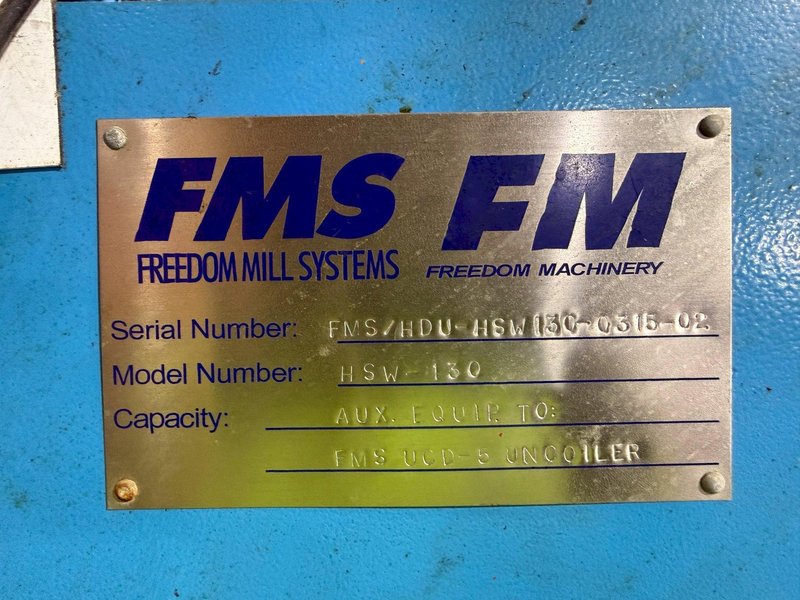 FMS FM
FREEDOM MILL SYSTEMS FREEDOM MACHINERY
Serial Number: FMS/HDU-HSW130-0315-02
Model Number: HSW-130
Capacity: AUX. EQUIP. TO:
FMS UCD-5 UNCOILER